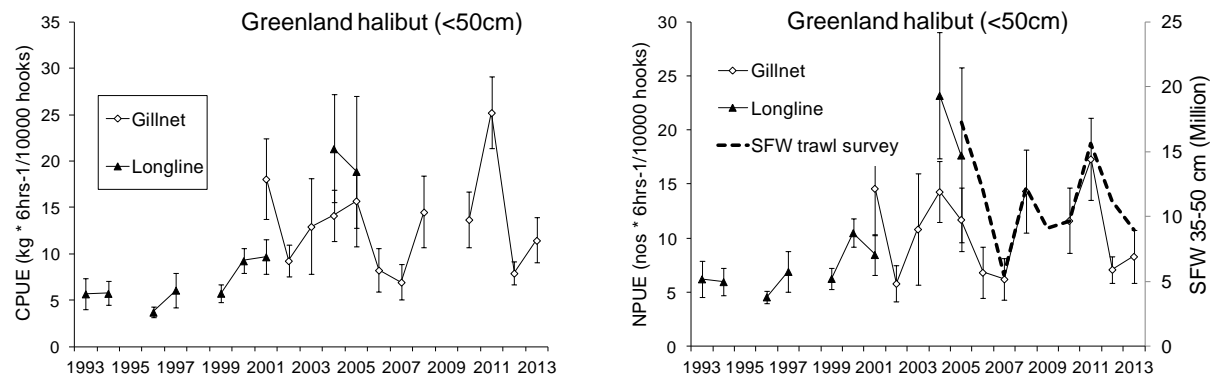 Greenland halibut (<50cm)
CPUE (kg * 6hrs-1/10000 hooks)
35
30
25
20
15
10
5
0
Gillnet
Longline
1993 1995 1997 1999 2001 2003 2005 2007 2009 2011 2013
Greenland halibut (<50cm)
NPUE (nos * 6hrs-1/10000 hooks)
30
25
20
15
10
5
0
Gillnet
Longline
SFW trawl survey
25
20
15
10
5
0
SFW 35-50 cm (Million)
1993 1995 1997 1999 2001 2003 2005 2007 2009 2011 2013